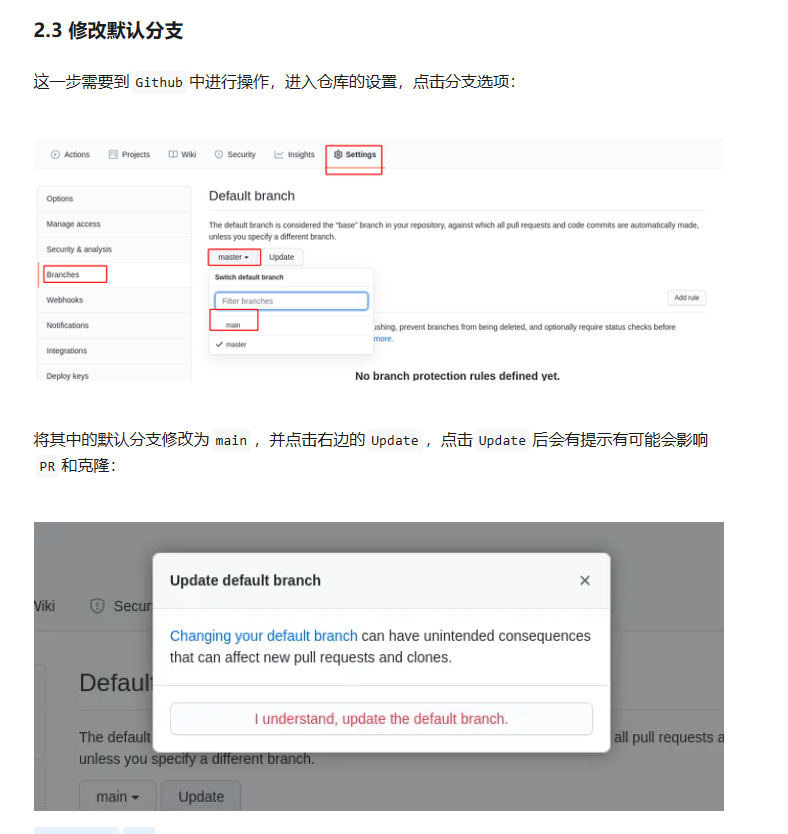 2.3 修改默认分支
这一步需要到 Github 中进行操作，进入仓库的设置，点击分支选项：
Actions Projects Wiki Security Insights Settings
Options
Manage access
Security & analysis
Branches
Webhooks
Notifications
Integrations
Deploy keys
Default branch
The default branch is considered the "base" branch in your repository, against which all pull requests and code commits are automatically made,
unless you specify a different branch.
master Update
Switch default branch
Filter branches
main
master
Add rule
ushing, prevent branches from being deleted, and optionally require status checks before
more.
No branch protection rules defined yet.
将其中的默认分支修改为 main ，并点击右边的 Update ，点击 Update 后会有提示有可能会影响
PR 和克隆：
Wiki Secur
Update default branch
Changing your default branch can have unintended consequences
that can affect new pull requests and clones.
I understand, update the default branch.
Default
The default all pull requests a
unless you specify a different branch.
main Update